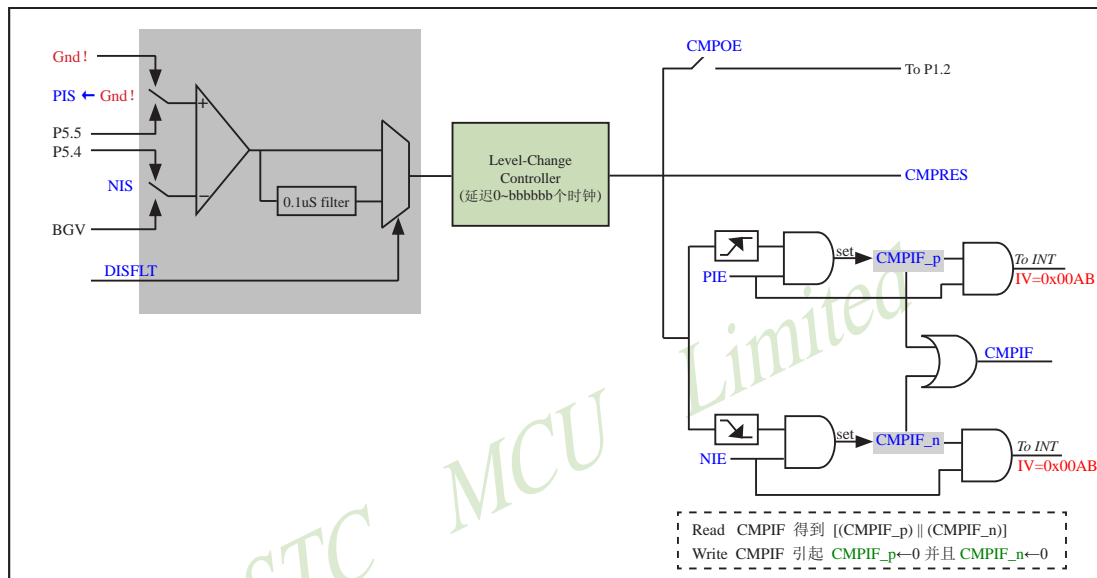 Gnd !
PIS ← Gnd !
P5.5
P5.4
NIS
BGV
DISFLT
+
−
0.1uS filter
Level-Change
Controller
(延迟0~bbbbbb个时钟)
CMPOE
To P1.2
CMPRES
PIE
set
CMPIF_p
To INT
IV=0x00AB
CMPIF
NIE
set
CMPIF_n
To INT
IV=0x00AB
Read CMPIF 得到 [(CMPIF_p) || (CMPIF_n)]
Write CMPIF 引起 CMPIF_p←0 并且 CMPIF_n←0
STC MCU Limited